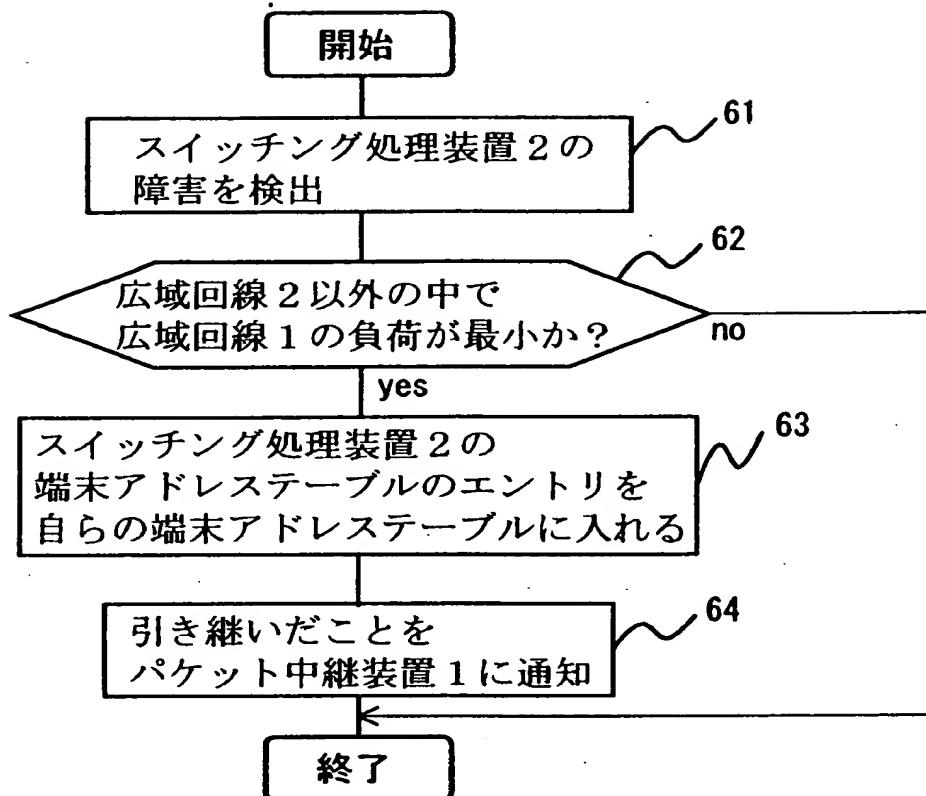 開始
61
スイッチング処理装置２の
障害を検出
62
広域回線２以外の中で
広域回線１の負荷が最小か？
no
yes
63
スイッチング処理装置２の
端末アドレステーブルのエントリを
自らの端末アドレステーブルに入れる
64
引き継いだことを
パケット中継装置１に通知
終了